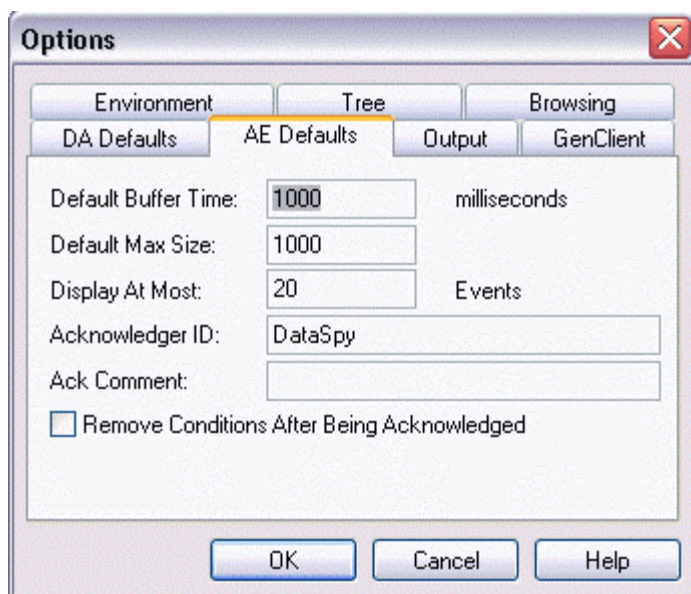 Options
Environment Tree Browsing
DA Defaults AE Defaults Output GenClient
Default Buffer Time: 1000 milliseconds
Default Max Size: 1000
Display At Most: 20 Events
Acknowledger ID: DataSpy
Ack Comment:
Remove Conditions After Being Acknowledged
OK Cancel Help